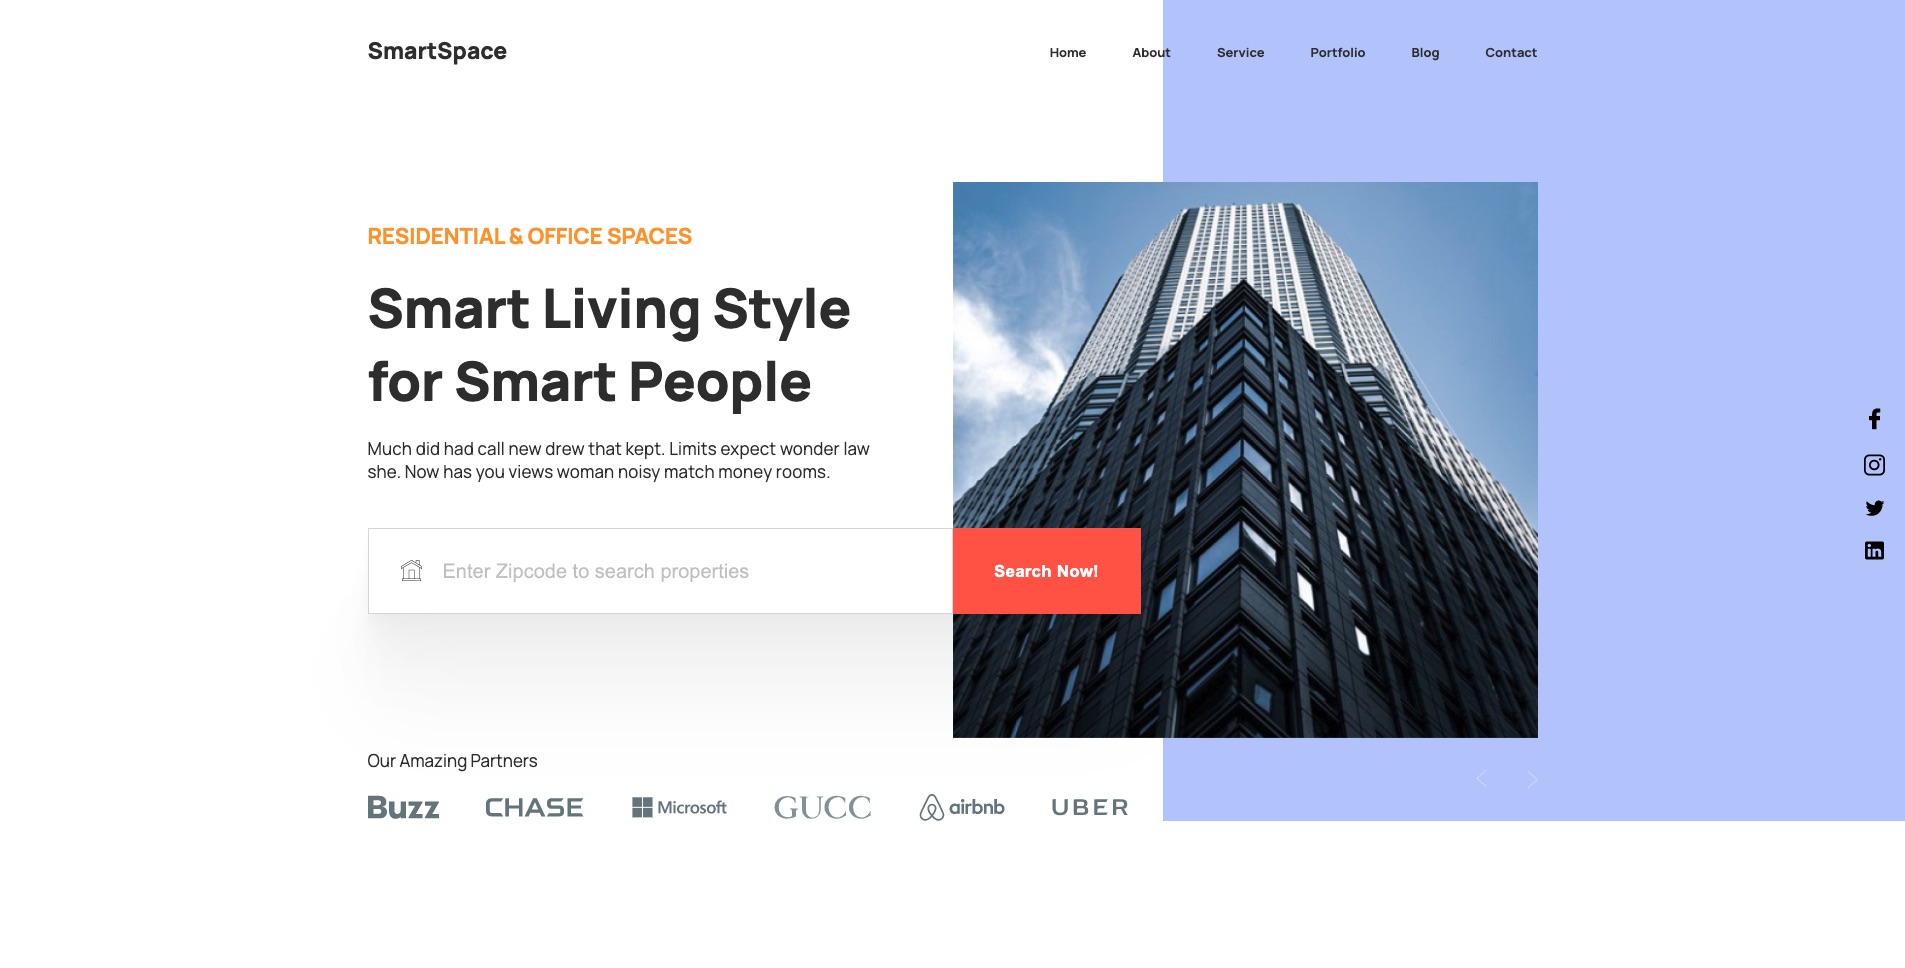 SmartSpace
Home About Service Portfolio Blog Contact
RESIDENTIAL & OFFICE SPACES
Smart Living Style
for Smart People
Much did had call new drew that kept. Limits expect wonder law
she. Now has you views woman noisy match money rooms.
Enter Zipcode to search properties
Search Now!
Our Amazing Partners
Buzz CHASE Microsoft GUCC airbnb UBER